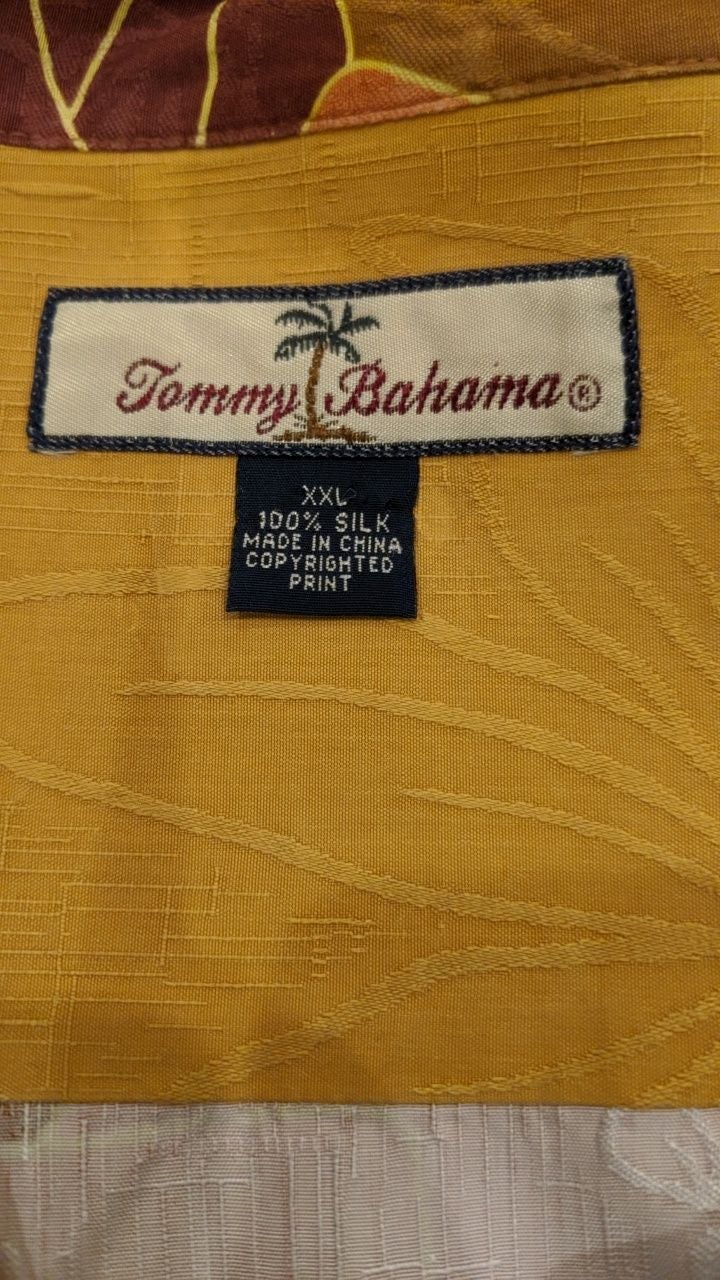 Tommy Bahama®
XXL
100% SILK
MADE IN CHINA
COPYRIGHTED
PRINT